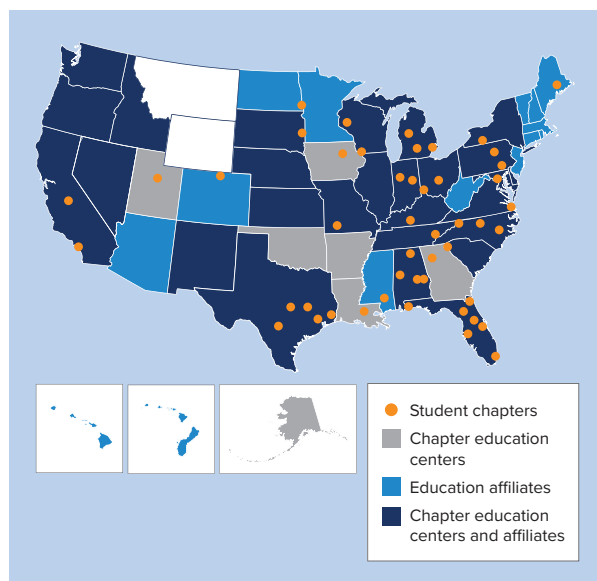 Student chapters
Chapter education
centers
Education affiliates
Chapter education
centers and affiliates